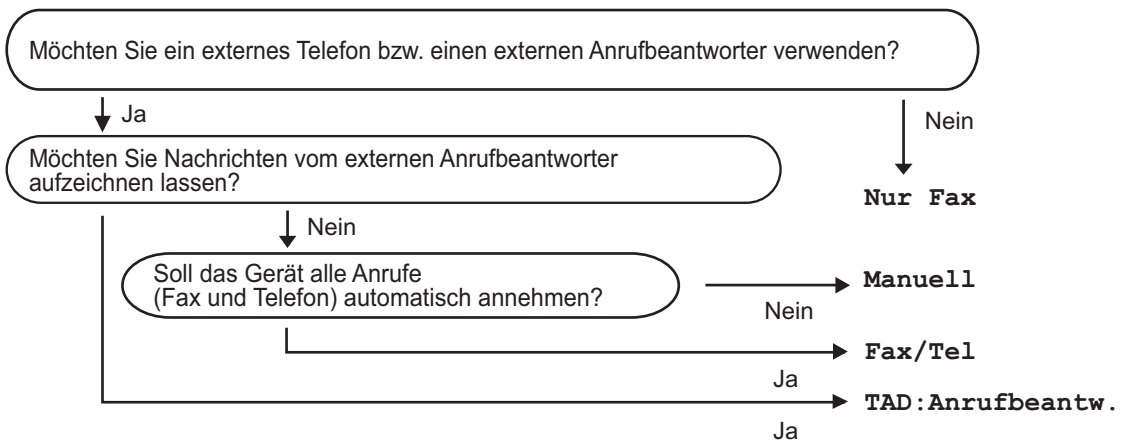 Möchten Sie ein externes Telefon bzw. einen externen Anrufbeantworter verwenden?
Ja
Nein
Möchten Sie Nachrichten vom externen Anrufbeantworter
aufzeichnen lassen?
Nur Fax
Nein
Soll das Gerät alle Anrufe
(Fax und Telefon) automatisch annehmen?
Manuell
Nein
Fax/Tel
Ja
TAD:Anrufbeantw.
Ja